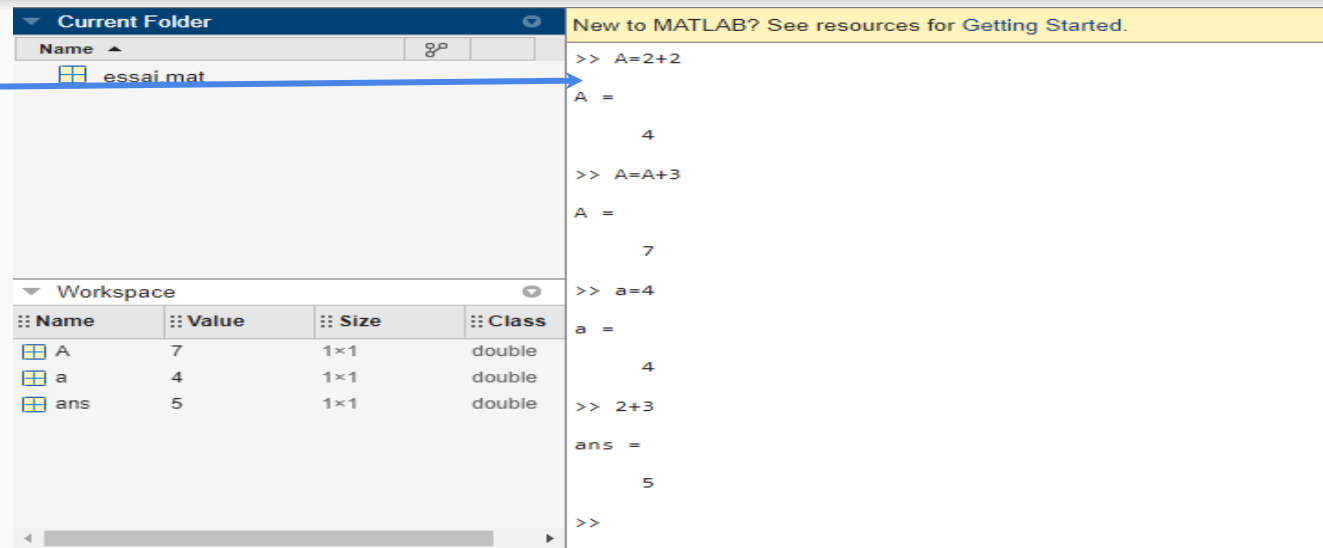 Current Folder
Name
essai.mat
Workspace
Name Value Size Class
A 7 1×1 double
a 4 1×1 double
ans 5 1×1 double
New to MATLAB? See resources for Getting Started.
>> A=2+2
A =
4
>> A=A+3
A =
7
>> a=4
a =
4
>> 2+3
ans =
5
>>